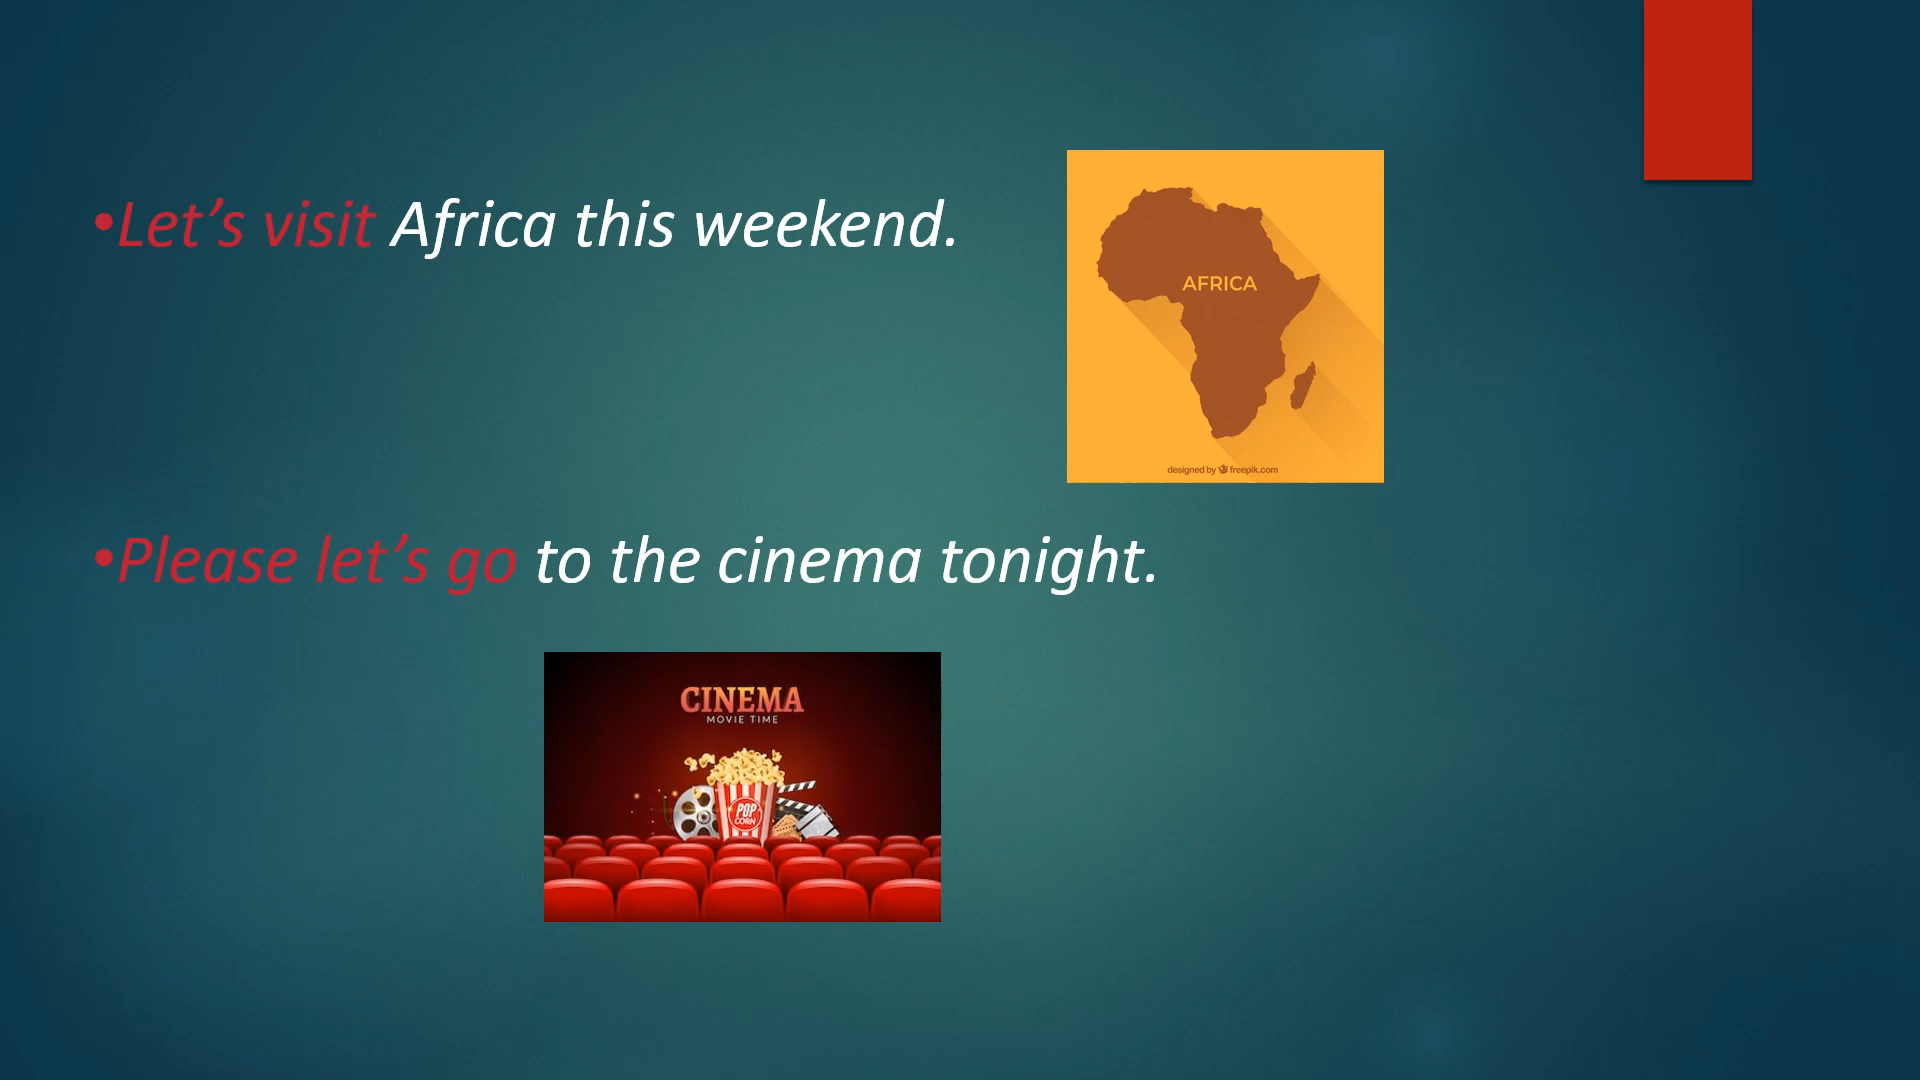 •Let’s visit Africa this weekend.
AFRICA
designed by freepik.com
•Please let’s go to the cinema tonight.
CINEMA
MOVIE TIME
POP
CORN